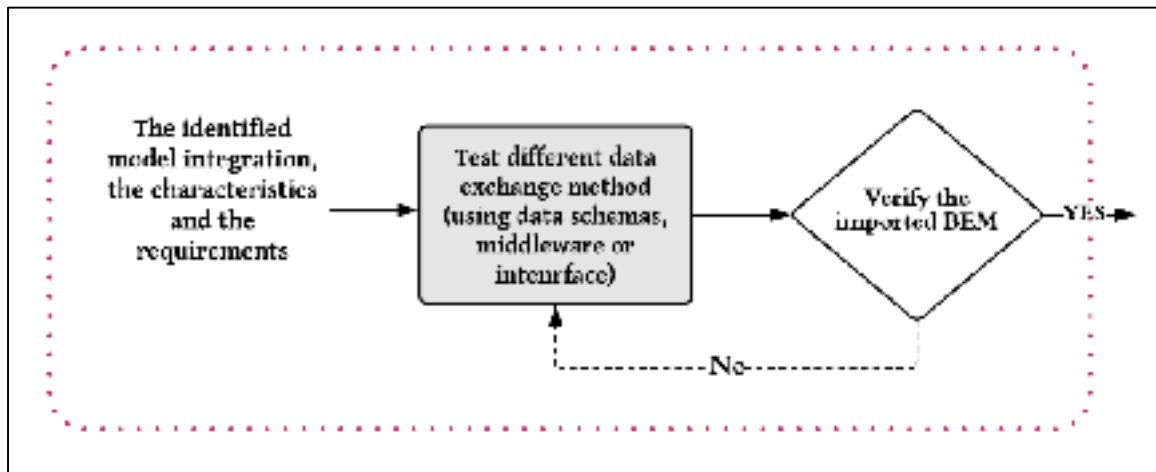 The identified
model integration,
the characteristics
and the
requirements
Test different data
exchange method
(using data schemas,
middleware or
intenrface)
Verify the
imported BEM
YES
No